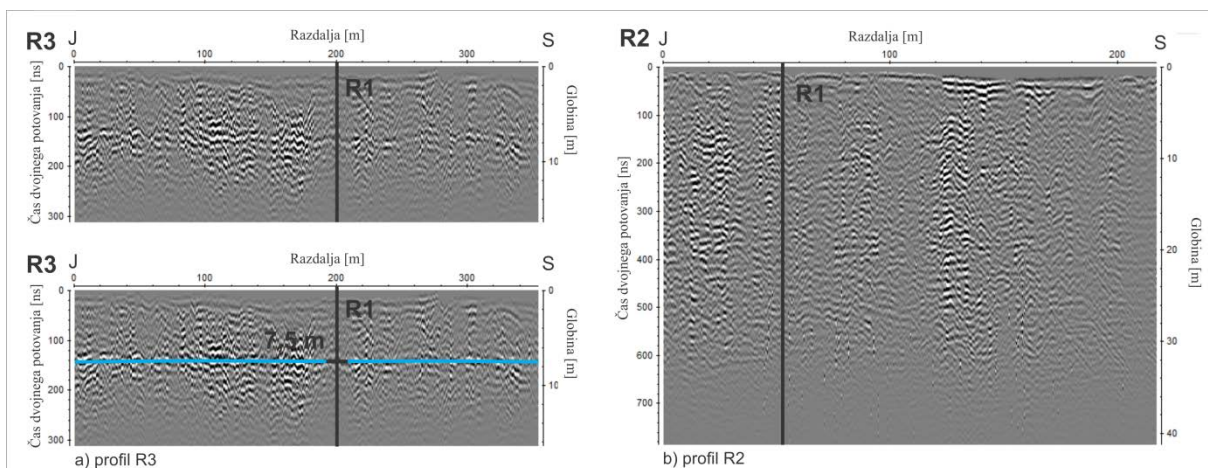 R3 J Razdalja [m] S
0 100 200 300
Čas dvojnega potovanja [ns]
0
100
200
300
R1
Globina [m]
0
10
R3 J Razdalja [m] S
0 100 200 300
Čas dvojnega potovanja [ns]
0
100
200
300
R1
7.5 m
Globina [m]
0
10
a) profil R3
R2 J Razdalja [m] S
0 100 200
Čas dvojnega potovanja [ns]
0
100
200
300
400
500
600
700
R1
Globina [m]
0
10
20
30
40
b) profil R2